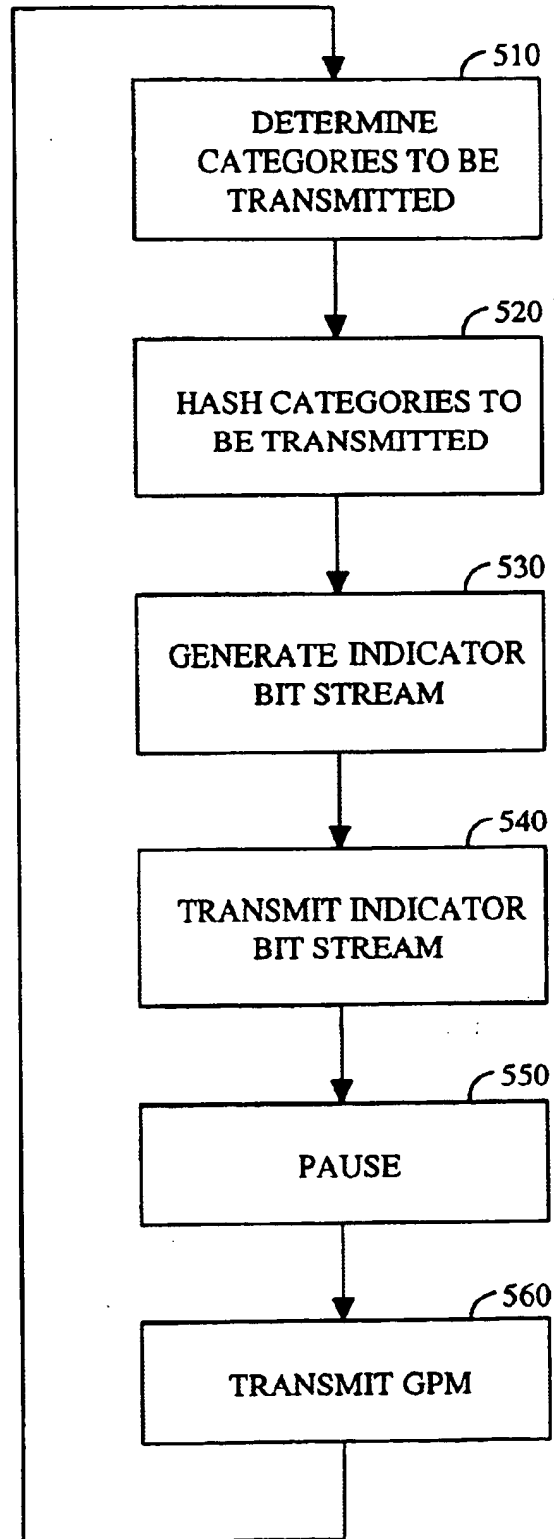 510
DETERMINE
CATEGORIES TO BE
TRANSMITTED
520
HASH CATEGORIES TO
BE TRANSMITTED
530
GENERATE INDICATOR
BIT STREAM
540
TRANSMIT INDICATOR
BIT STREAM
550
PAUSE
560
TRANSMIT GPM